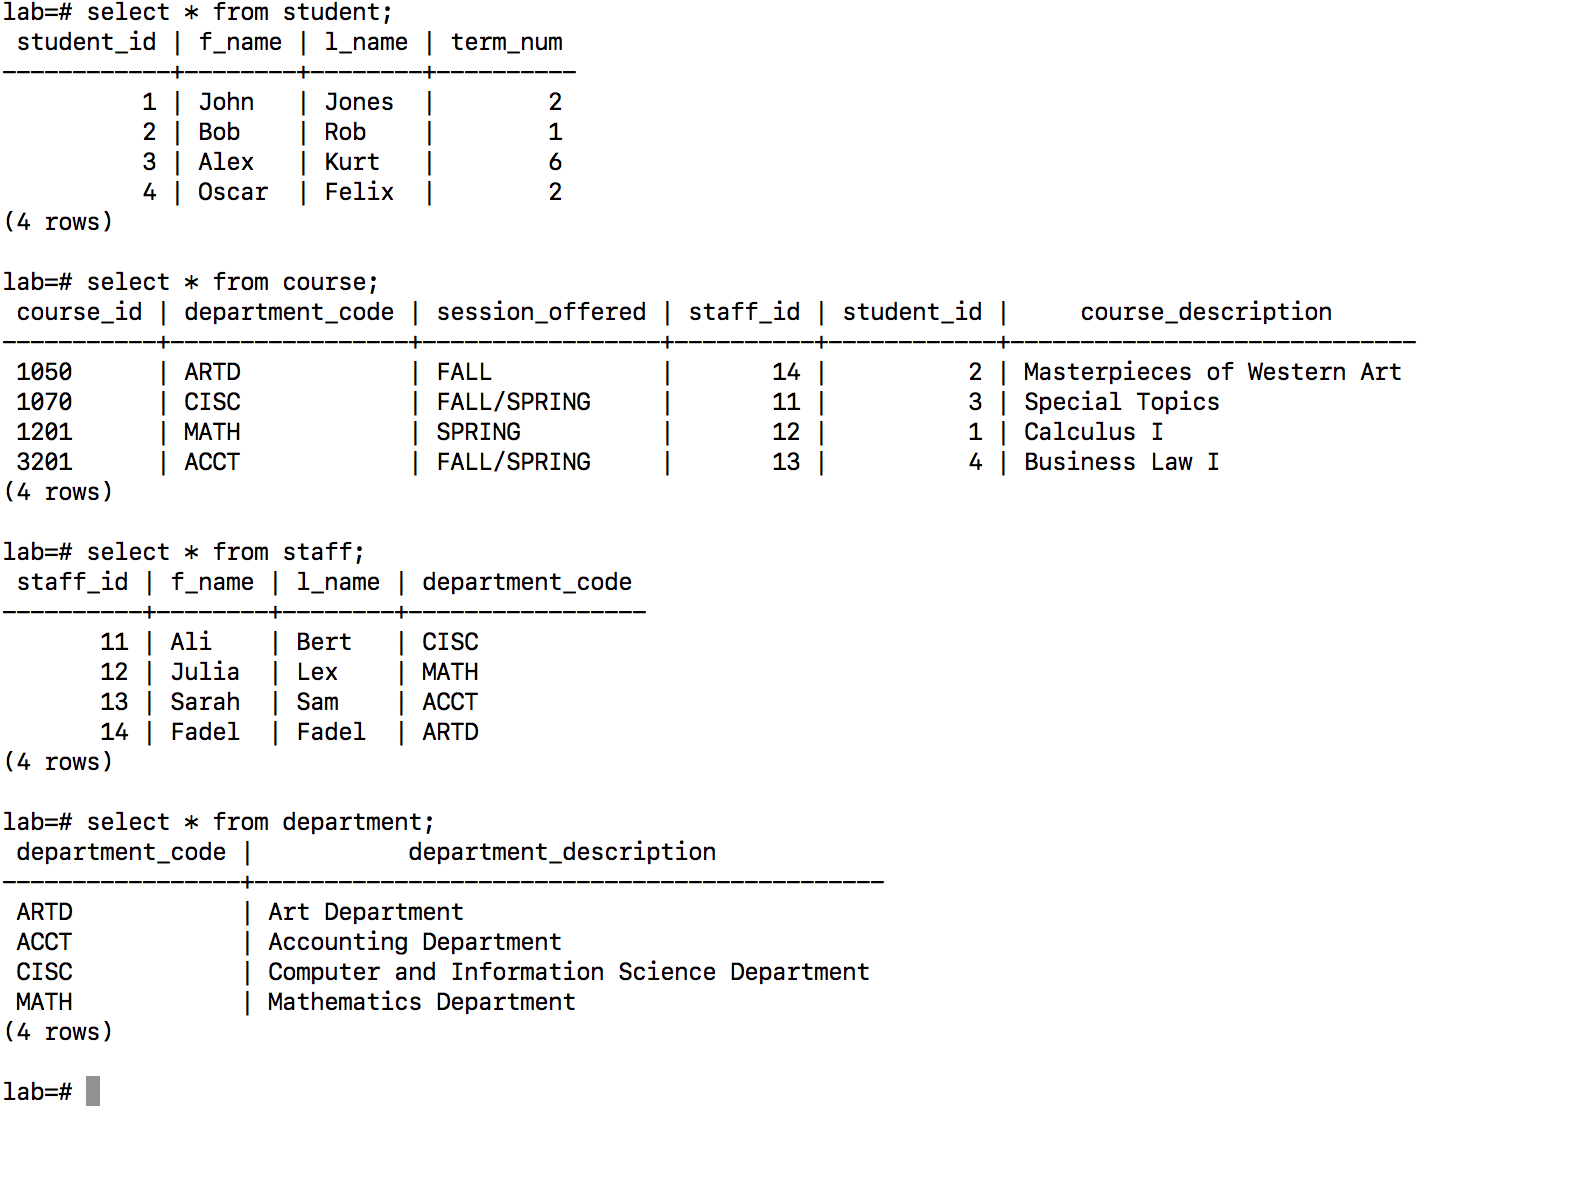 lab=# select * from student;
 student_id | f_name | l_name | term_num
------------+--------+--------+----------
          1 | John   | Jones  |        2
          2 | Bob    | Rob    |        1
          3 | Alex   | Kurt   |        6
          4 | Oscar  | Felix  |        2
(4 rows)

lab=# select * from course;
 course_id | department_code | session_offered | staff_id | student_id |     course_description
-----------+-----------------+-----------------+----------+------------+-----------------------------
 1050      | ARTD            | FALL            |       14 |          2 | Masterpieces of Western Art
 1070      | CISC            | FALL/SPRING     |       11 |          3 | Special Topics
 1201      | MATH            | SPRING          |       12 |          1 | Calculus I
 3201      | ACCT            | FALL/SPRING     |       13 |          4 | Business Law I
(4 rows)

lab=# select * from staff;
 staff_id | f_name | l_name | department_code
----------+--------+--------+-----------------
       11 | Ali    | Bert   | CISC
       12 | Julia  | Lex    | MATH
       13 | Sarah  | Sam    | ACCT
       14 | Fadel  | Fadel  | ARTD
(4 rows)

lab=# select * from department;
 department_code |           department_description
-----------------+---------------------------------------------
 ARTD            | Art Department
 ACCT            | Accounting Department
 CISC            | Computer and Information Science Department
 MATH            | Mathematics Department
(4 rows)

lab=#